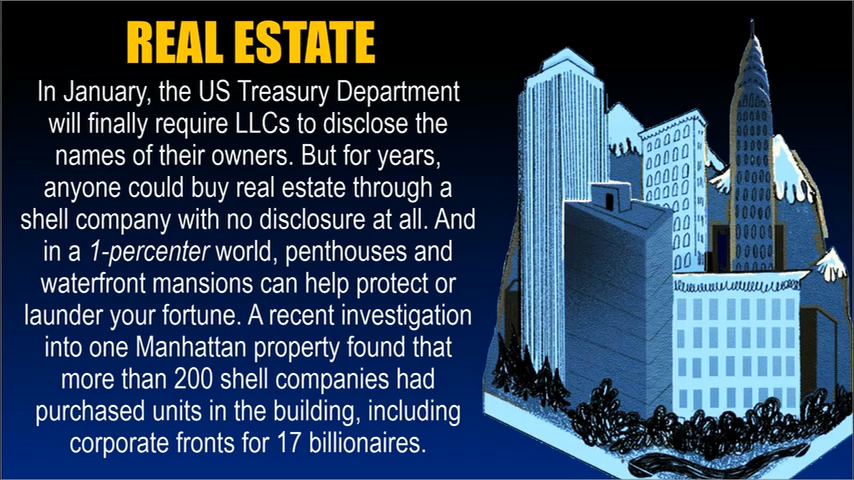 REAL ESTATE
In January, the US Treasury Department
will finally require LLCs to disclose the
names of their owners. But for years,
anyone could buy real estate through a
shell company with no disclosure at all. And
in a 1-percenter world, penthouses and
waterfront mansions can help protect or
launder your fortune. A recent investigation
into one Manhattan property found that
more than 200 shell companies had
purchased units in the building, including
corporate fronts for 17 billionaires.